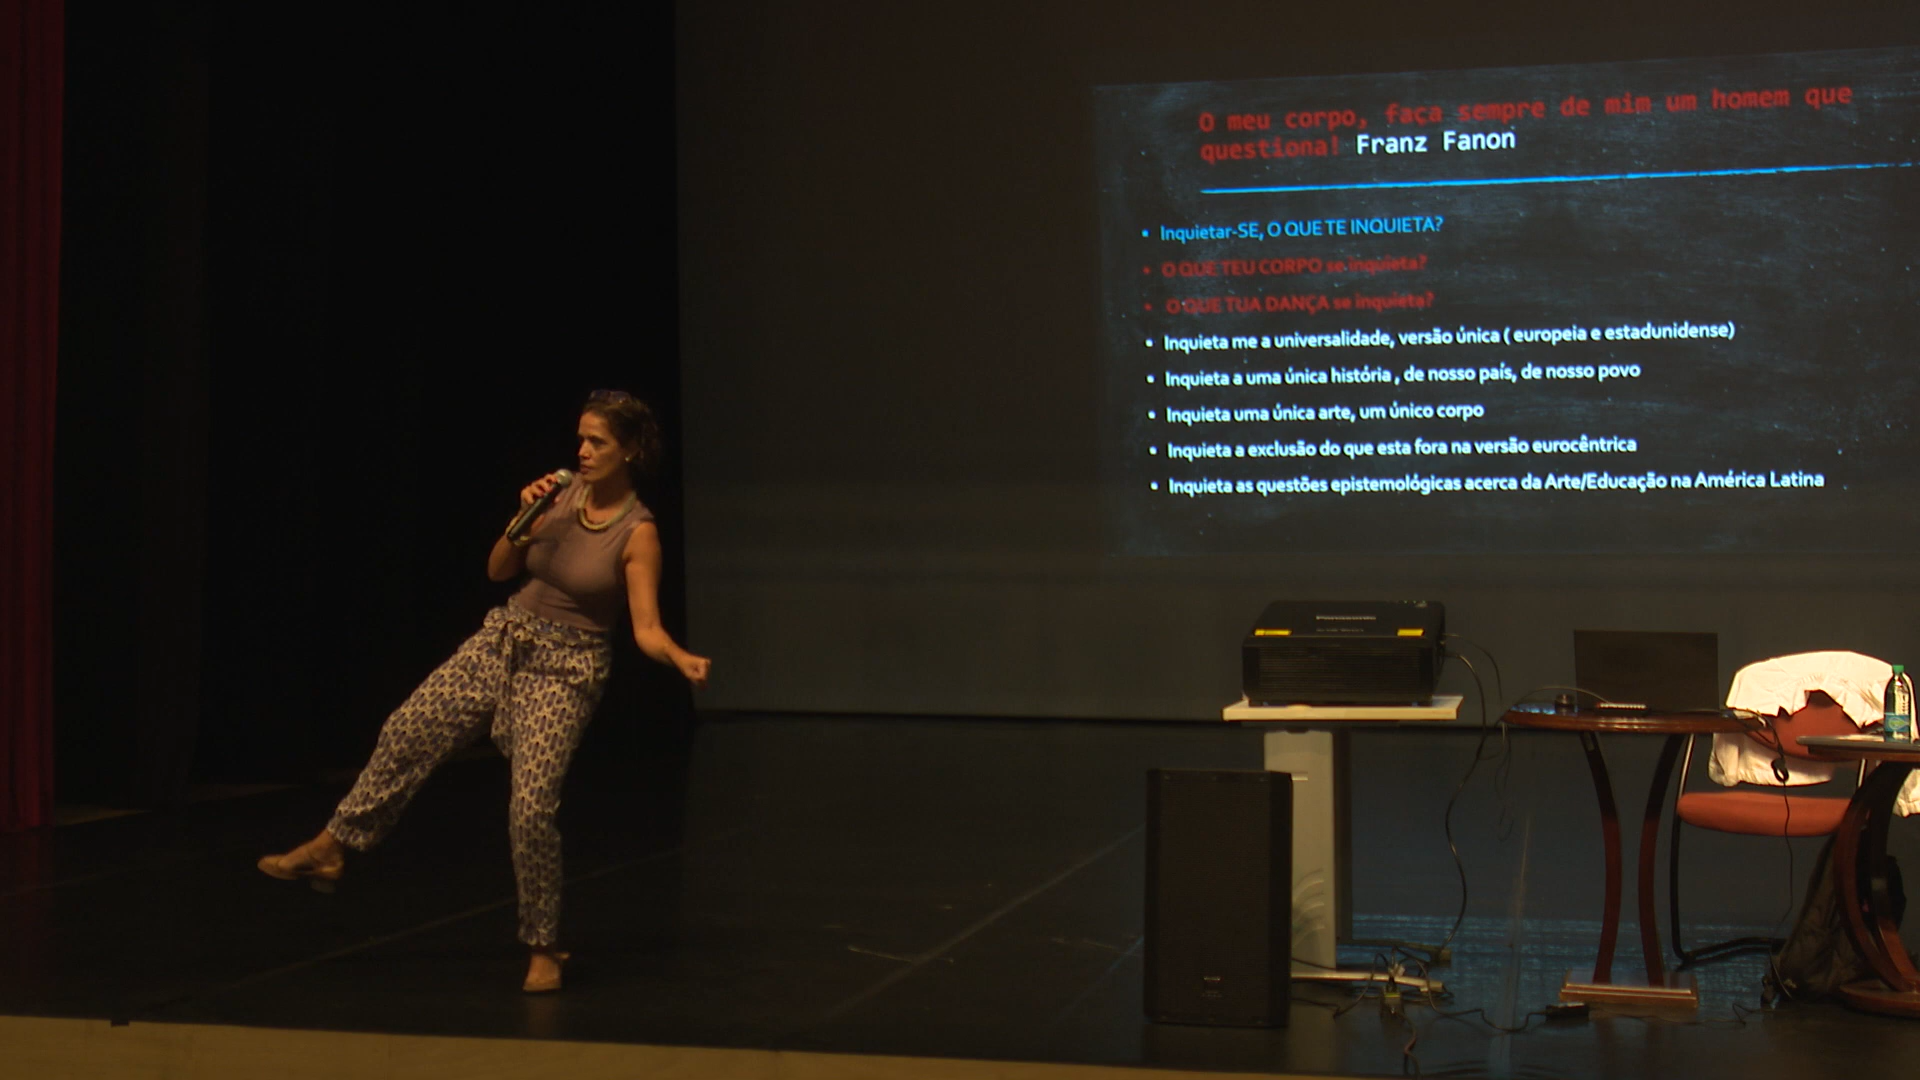 O meu corpo, faça sempre de mim um homem que
questiona! Franz Fanon
• Inquietar-SE, O QUE TE INQUIETA?
• O QUE TEU CORPO se inquieta?
• O QUE TUA DANÇA se inquieta?
• Inquieta me a universalidade, versão única ( europeia e estadunidense)
• Inquieta a uma única história , de nosso país, de nosso povo
• Inquieta uma única arte, um único corpo
• Inquieta a exclusão do que esta fora na versão eurocêntrica
• Inquieta as questões epistemológicas acerca da Arte/Educação na América Latina
Panasonic